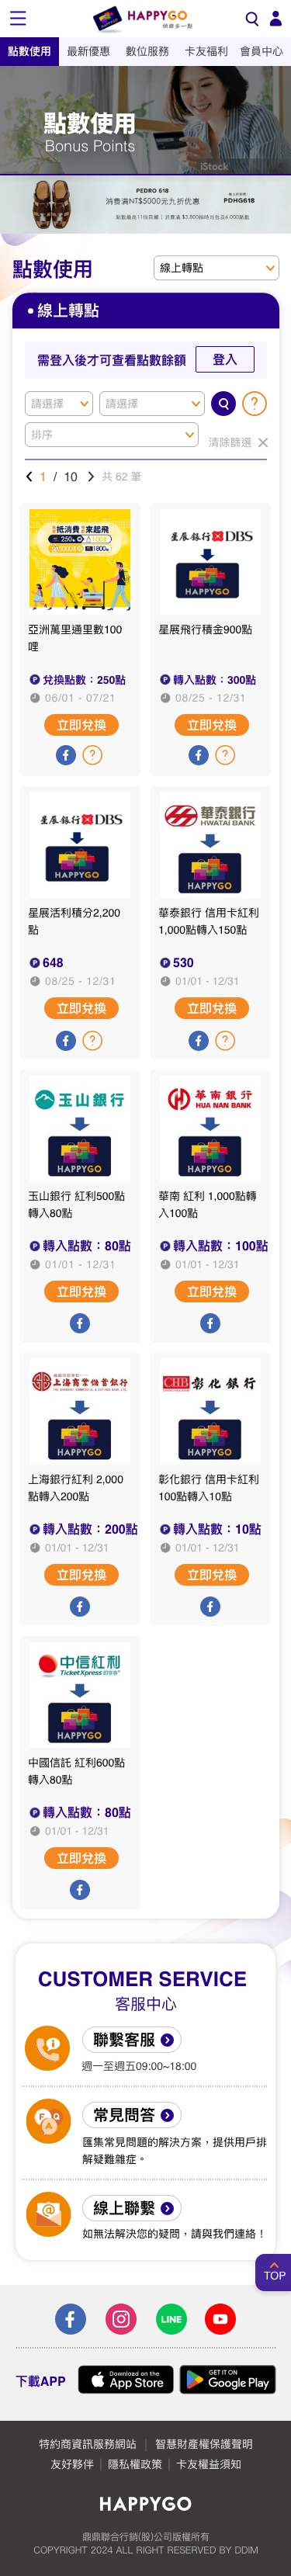 HAPPYGO
快樂多一點
點數使用 最新優惠 數位服務 卡友福利 會員中心
點數使用
Bonus Points
iStock
PEDRO 618
消費滿NT$5000元九折優惠
PDHG618
點數使用
線上轉點
線上轉點
需登入後才可查看點數餘額
登入
請選擇
請選擇
?
排序
清除篩選
1 / 10
共 62 筆
抵消費 來起飛
亞洲萬里通里數100
哩
P 兌換點數：250點
06/01 - 07/21
立即兌換
?
星展銀行 DBS
HAPPYGO
星展飛行積金900點
P 轉入點數：300點
08/25 - 12/31
立即兌換
?
星展銀行 DBS
HAPPYGO
星展活利積分2,200
點
P 648
08/25 - 12/31
立即兌換
?
華泰銀行
HWATAI BANK
HAPPYGO
華泰銀行 信用卡紅利
1,000點轉入150點
P 530
01/01 - 12/31
立即兌換
?
玉山銀行
HAPPYGO
玉山銀行 紅利500點
轉入80點
P 轉入點數：80點
01/01 - 12/31
立即兌換
華南銀行
HUA NAN BANK
HAPPYGO
華南 紅利 1,000點轉
入100點
P 轉入點數：100點
01/01 - 12/31
立即兌換
上海商業儲蓄銀行
HAPPYGO
上海銀行紅利 2,000
點轉入200點
P 轉入點數：200點
01/01 - 12/31
立即兌換
CHB 彰化銀行
HAPPYGO
彰化銀行 信用卡紅利
100點轉入10點
P 轉入點數：10點
01/01 - 12/31
立即兌換
中信紅利
TicketXpress 即享券
HAPPYGO
中國信託 紅利600點
轉入80點
P 轉入點數：80點
01/01 - 12/31
立即兌換
CUSTOMER SERVICE
客服中心
聯繫客服
週一至週五09:00~18:00
常見問答
匯集常見問題的解決方案，提供用戶排
解疑難雜症。
線上聯繫
如無法解決您的疑問，請與我們連絡！
TOP
LINE
下載APP
Download on the
App Store
GET IT ON
Google Play
特約商資訊服務網站 | 智慧財產權保護聲明
友好夥伴 | 隱私權政策 | 卡友權益須知
HAPPYGO
鼎鼎聯合行銷(股)公司版權所有
COPYRIGHT 2024 ALL RIGHT RESERVED BY DDIM